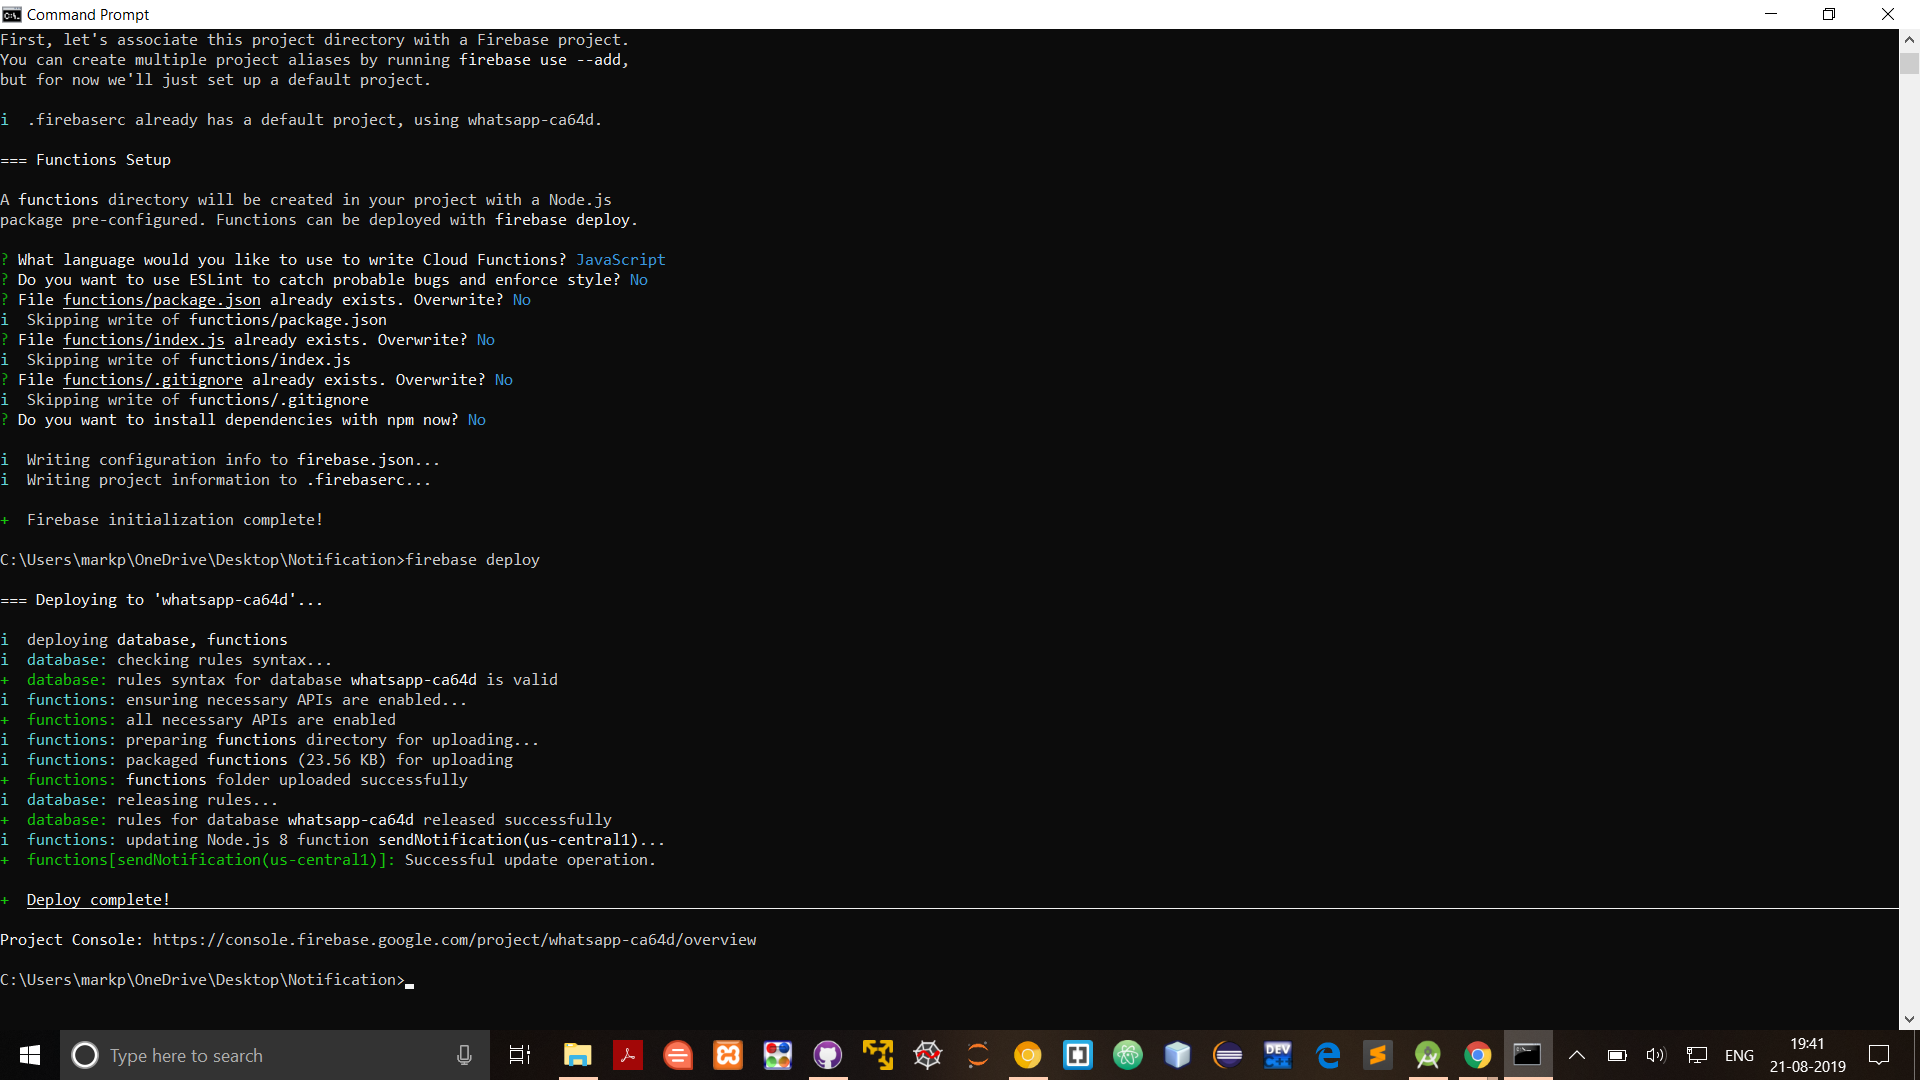 Command Prompt
First, let's associate this project directory with a Firebase project.
You can create multiple project aliases by running firebase use --add,
but for now we'll just set up a default project.
i  .firebaserc already has a default project, using whatsapp-ca64d.
=== Functions Setup
A functions directory will be created in your project with a Node.js
package pre-configured. Functions can be deployed with firebase deploy.
? What language would you like to use to write Cloud Functions? JavaScript
? Do you want to use ESLint to catch probable bugs and enforce style? No
? File functions/package.json already exists. Overwrite? No
i  Skipping write of functions/package.json
? File functions/index.js already exists. Overwrite? No
i  Skipping write of functions/index.js
? File functions/.gitignore already exists. Overwrite? No
i  Skipping write of functions/.gitignore
? Do you want to install dependencies with npm now? No
i  Writing configuration info to firebase.json...
i  Writing project information to .firebaserc...
+  Firebase initialization complete!
C:\Users\markp\OneDrive\Desktop\Notification>firebase deploy
=== Deploying to 'whatsapp-ca64d'...
i  deploying database, functions
i  database: checking rules syntax...
+  database: rules syntax for database whatsapp-ca64d is valid
i  functions: ensuring necessary APIs are enabled...
+  functions: all necessary APIs are enabled
i  functions: preparing functions directory for uploading...
i  functions: packaged functions (23.56 KB) for uploading
+  functions: functions folder uploaded successfully
i  database: releasing rules...
+  database: rules for database whatsapp-ca64d released successfully
i  functions: updating Node.js 8 function sendNotification(us-central1)...
+  functions[sendNotification(us-central1)]: Successful update operation.
+  Deploy complete!
Project Console: https://console.firebase.google.com/project/whatsapp-ca64d/overview
C:\Users\markp\OneDrive\Desktop\Notification>
Type here to search
DEV
ENG
19:41
21-08-2019